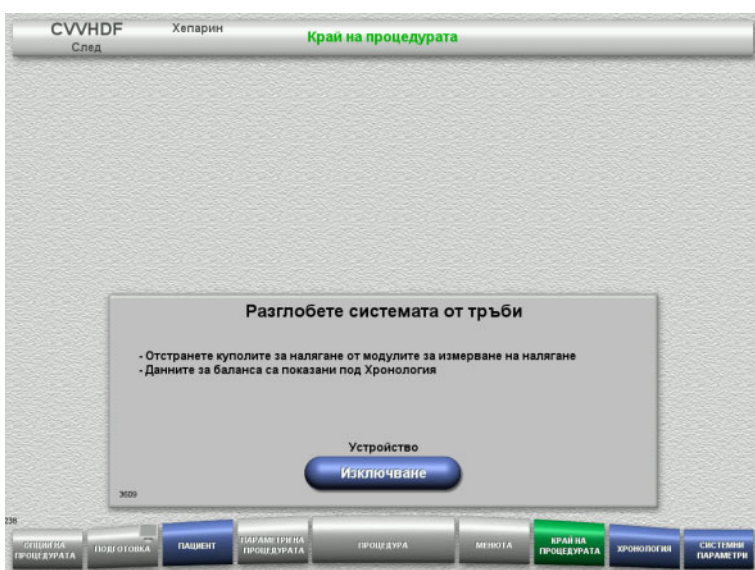 CVVHDF
Хепарин
Край на процедурата
След
Разглобете системата от тръби
- Отстранете куполите за налягане от модулите за измерване на налягане
- Данните за баланса са показани под Хронология
Устройство
Изключване
3609
238
ОПЦИИ НА
ПРОЦЕДУРАТА
ПОДГОТОВКА
ПАЦИЕНТ
ПАРАМЕТРИ НА
ПРОЦЕДУРАТА
ПРОЦЕДУРА
МЕНЮТА
КРАЙ НА
ПРОЦЕДУРАТА
ХРОНОЛОГИЯ
СИСТЕМНИ
ПАРАМЕТРИ